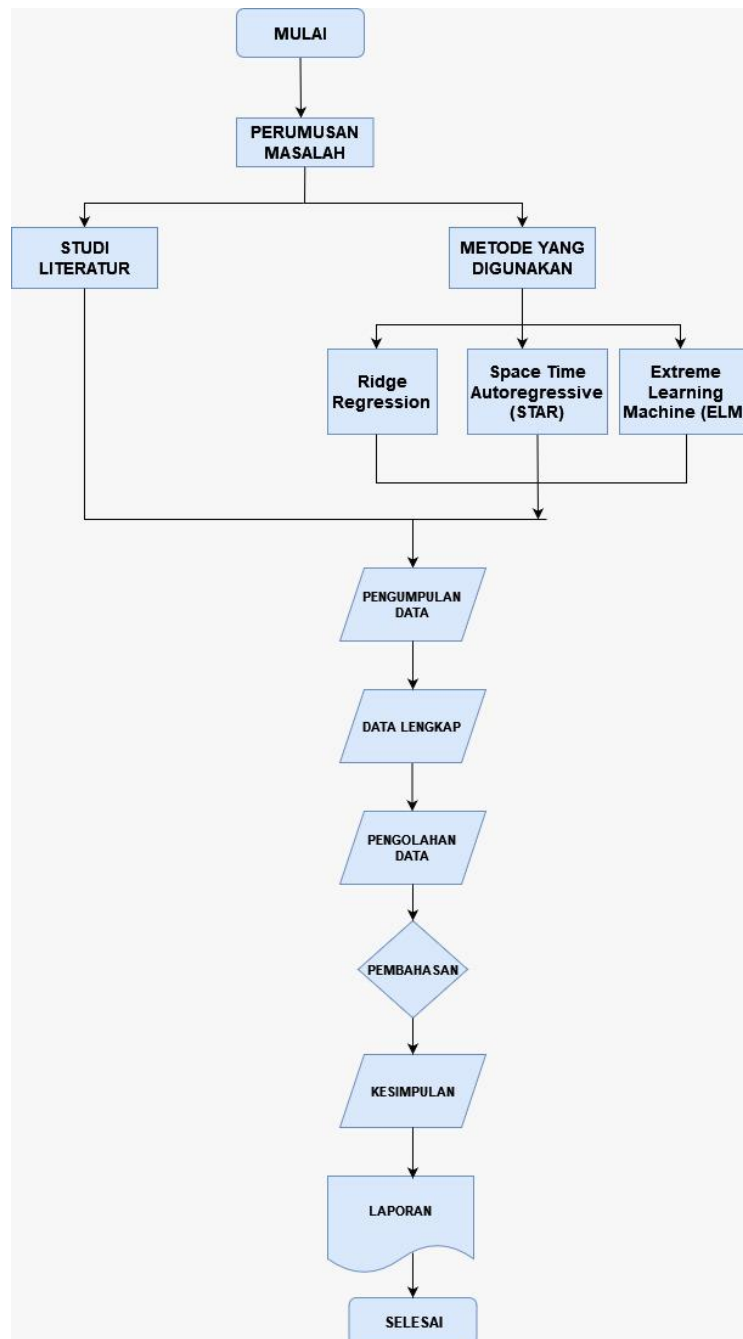 MULAI
PERUMUSAN
MASALAH
STUDI
LITERATUR
METODE YANG
DIGUNAKAN
Ridge
Regression
Space Time
Autoregressive
(STAR)
Extreme
Learning
Machine (ELM
PENGUMPULAN
DATA
DATA LENGKAP
PENGOLAHAN
DATA
PEMBAHASAN
KESIMPULAN
LAPORAN
SELESAI